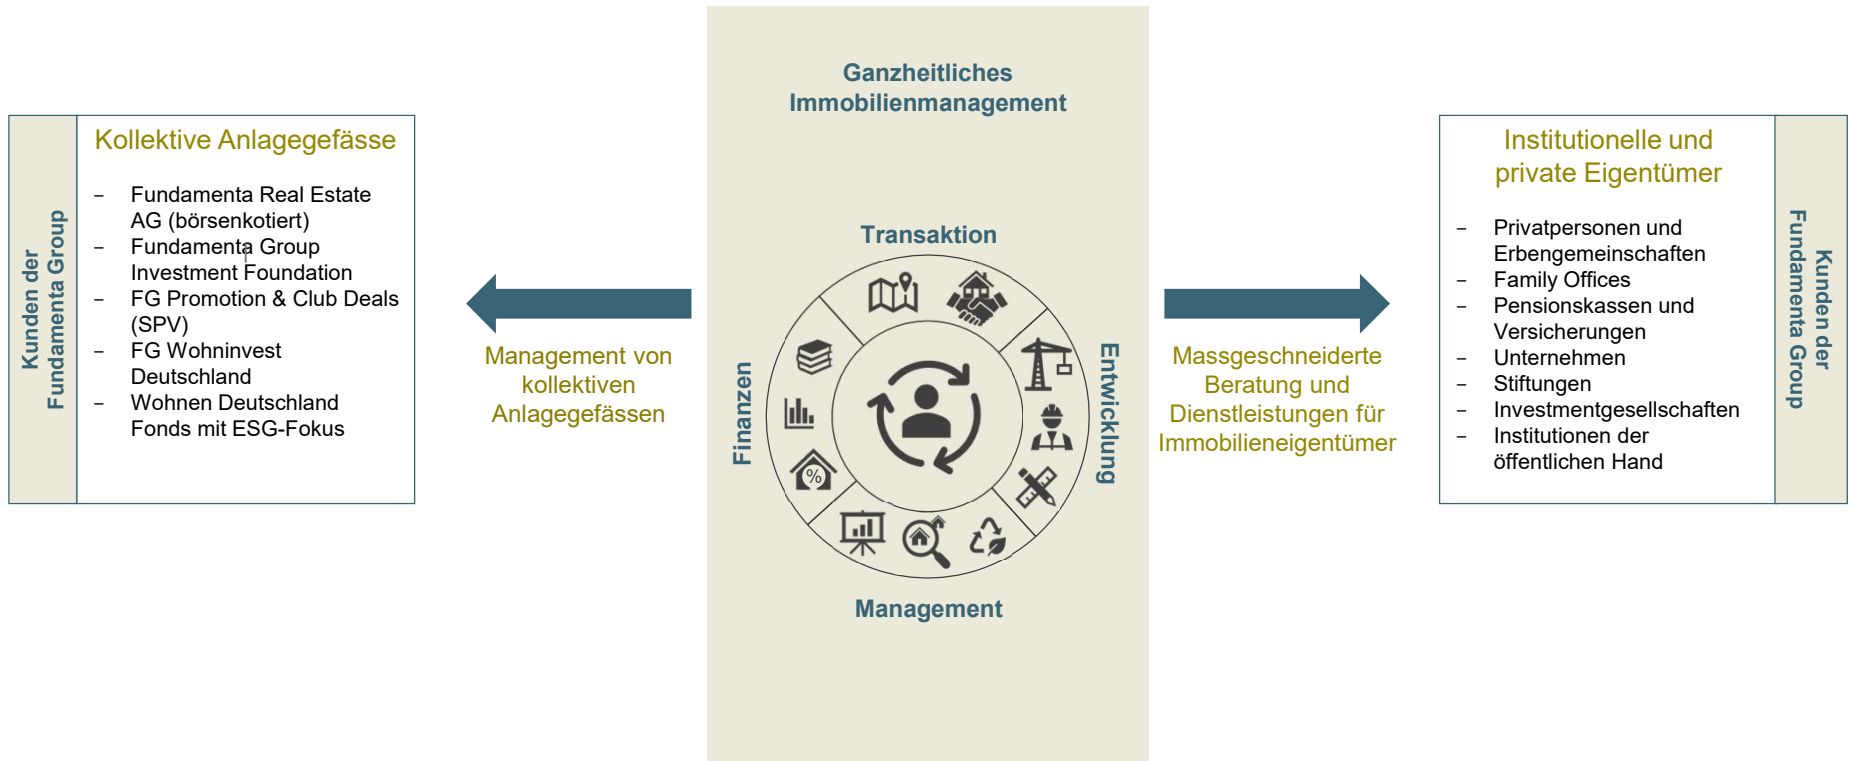 Ganzheitliches
Immobilienmanagement
Kunden der
Fundamenta Group
Kollektive Anlagegefässe
– Fundamenta Real Estate
AG (börsenkotiert)
– Fundamenta Group
Investment Foundation
– FG Promotion & Club Deals
(SPV)
– FG Wohninvest
Deutschland
– Wohnen Deutschland
Fonds mit ESG-Fokus
Management von
kollektiven
Anlagegefässen
Transaktion
Finanzen
%
Entwicklung
Management
Massgeschneiderte
Beratung und
Dienstleistungen für
Immobilieneigentümer
Institutionelle und
private Eigentümer
– Privatpersonen und
Erbengemeinschaften
– Family Offices
– Pensionskassen und
Versicherungen
– Unternehmen
– Stiftungen
– Investmentgesellschaften
– Institutionen der
öffentlichen Hand
Kunden der
Fundamenta Group